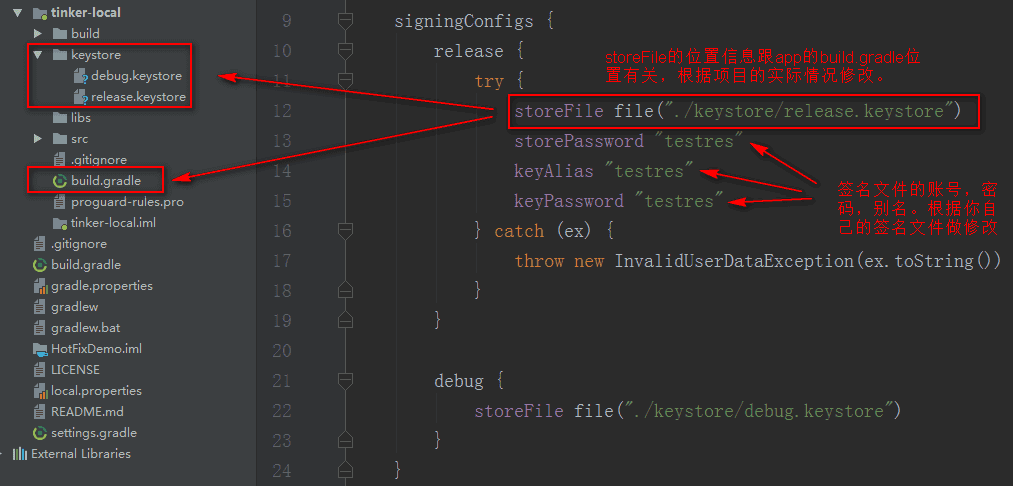 tinker-local
build
keystore
debug.keystore
release.keystore
libs
src
.gitignore
build.gradle
proguard-rules.pro
tinker-local.iml
.gitignore
build.gradle
gradle.properties
gradlew
gradlew.bat
HotFixDemo.iml
LICENSE
local.properties
README.md
settings.gradle
External Libraries
9 signingConfigs {
10 release {
11 try {
12 storeFile file("./keystore/release.keystore")
13 storePassword "testres"
14 keyAlias "testres"
15 keyPassword "testres"
16 } catch (ex) {
17 throw new InvalidUserDataException(ex.toString())
18 }
19 }
20
21 debug {
22 storeFile file("./keystore/debug.keystore")
23 }
24 }
storeFile的位置信息跟app的build.gradle位
置有关，根据项目的实际情况修改。
签名文件的账号，密
码，别名。根据你自
己的签名文件做修改